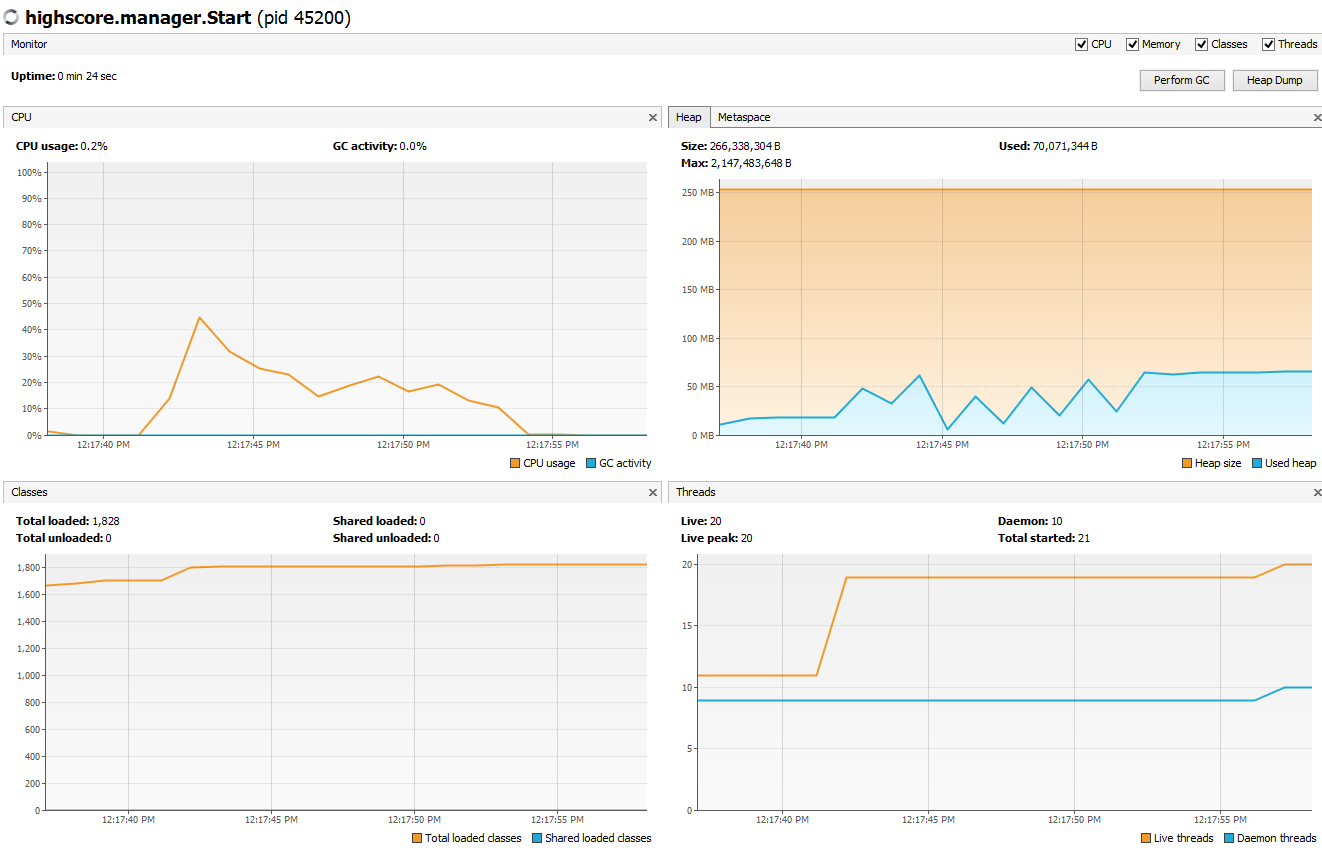 highscore.manager.Start (pid 45200)
Monitor
CPU Memory Classes Threads
Uptime: 0 min 24 sec
Perform GC Heap Dump
CPU
CPU usage: 0.2% GC activity: 0.0%
100%
90%
80%
70%
60%
50%
40%
30%
20%
10%
0%
12:17:40 PM 12:17:45 PM 12:17:50 PM 12:17:55 PM
CPU usage GC activity
Heap Metaspace
Size: 266,338,304 B Used: 70,071,344 B
Max: 2,147,483,648 B
250 MB
200 MB
150 MB
100 MB
50 MB
0 MB
12:17:40 PM 12:17:45 PM 12:17:50 PM 12:17:55 PM
Heap size Used heap
Classes
Total loaded: 1,828 Shared loaded: 0
Total unloaded: 0 Shared unloaded: 0
1,800
1,600
1,400
1,200
1,000
800
600
400
200
0
12:17:40 PM 12:17:45 PM 12:17:50 PM 12:17:55 PM
Total loaded classes Shared loaded classes
Threads
Live: 20 Daemon: 10
Live peak: 20 Total started: 21
20
15
10
5
0
12:17:40 PM 12:17:45 PM 12:17:50 PM 12:17:55 PM
Live threads Daemon threads